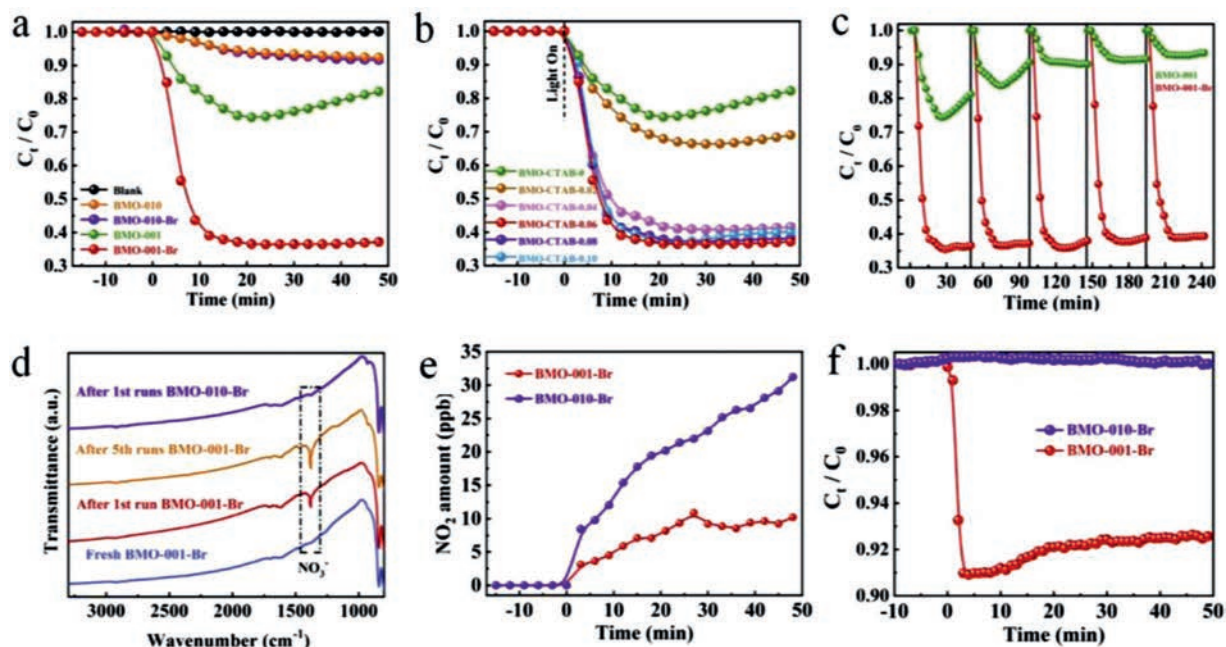 a
C_t / C_0
1.0
0.9
0.8
0.7
0.6
0.5
0.4
0.3
Blank
BMO-010
BMO-010-Br
BMO-001
BMO-001-Br
-10 0 10 20 30 40 50
Time (min)
b
C_t / C_0
1.0
0.9
0.8
0.7
0.6
0.5
0.4
0.3
Light On
BMO-CTAB-0
BMO-CTAB-0.02
BMO-CTAB-0.04
BMO-CTAB-0.06
BMO-CTAB-0.08
BMO-CTAB-0.10
-10 0 10 20 30 40 50
Time (min)
c
C_t / C_0
1.0
0.9
0.8
0.7
0.6
0.5
0.4
0.3
BMO-001
BMO-001-Br
0 30 60 90 120 150 180 210 240
Time (min)
d
Transmittance (a.u.)
After 1st runs BMO-010-Br
After 5th runs BMO-001-Br
After 1st run BMO-001-Br
Fresh BMO-001-Br
NO3-
3000 2500 2000 1500 1000
Wavenumber (cm-1)
e
NO2 amount (ppb)
35
30
25
20
15
10
5
0
BMO-001-Br
BMO-010-Br
-10 0 10 20 30 40 50
Time (min)
f
C_t / C_0
1.00
0.98
0.96
0.94
0.92
0.90
BMO-010-Br
BMO-001-Br
-10 0 10 20 30 40 50
Time (min)